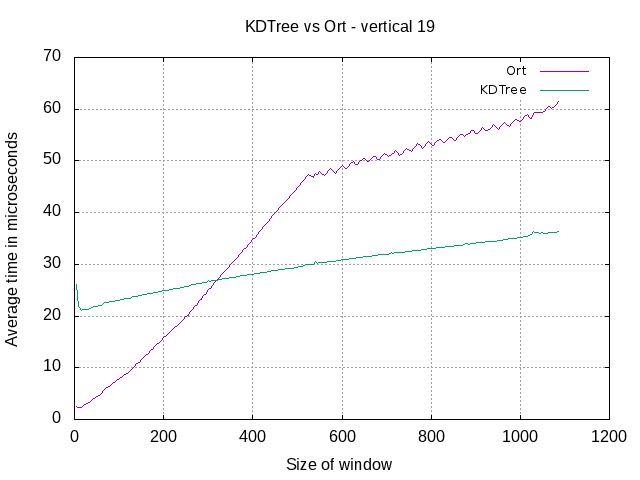 KDTree vs Ort - vertical 19
Ort
KDTree
70
60
50
40
30
20
10
0
0 200 400 600 800 1000 1200
Average time in microseconds
Size of window